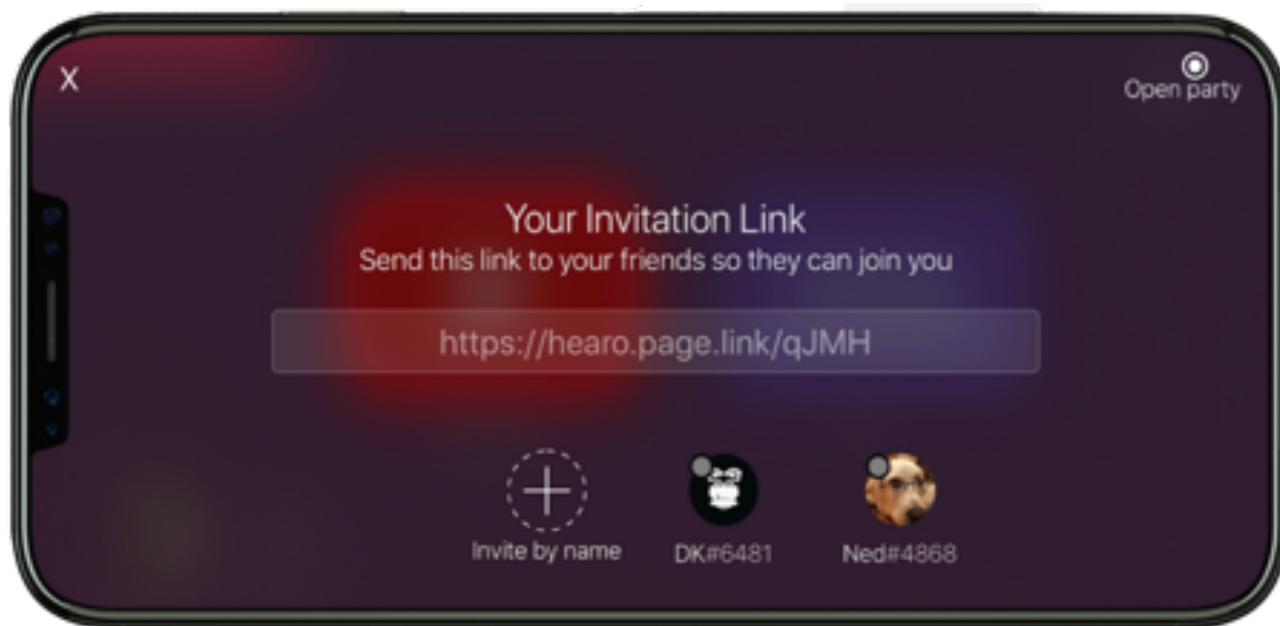 X
Open party
Your Invitation Link
Send this link to your friends so they can join you
https://hearo.page.link/qJMH
Invite by name
DK#6481
Ned#4868